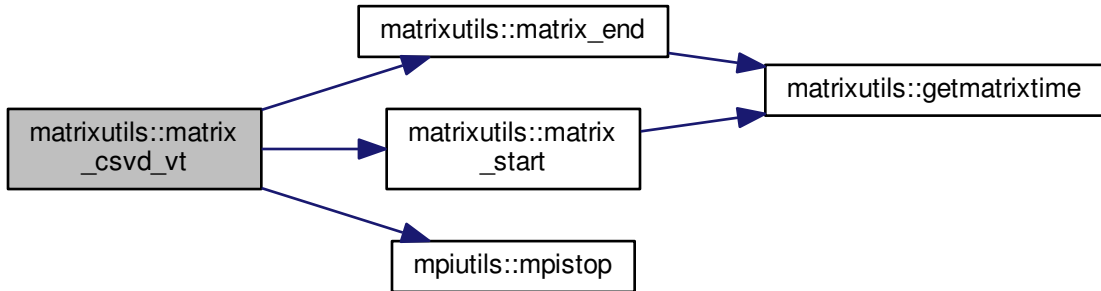 matrixutils::matrix_end
matrixutils::getmatrixtime
matrixutils::matrix
_csvd_vt
matrixutils::matrix
_start
mpiutils::mpistop